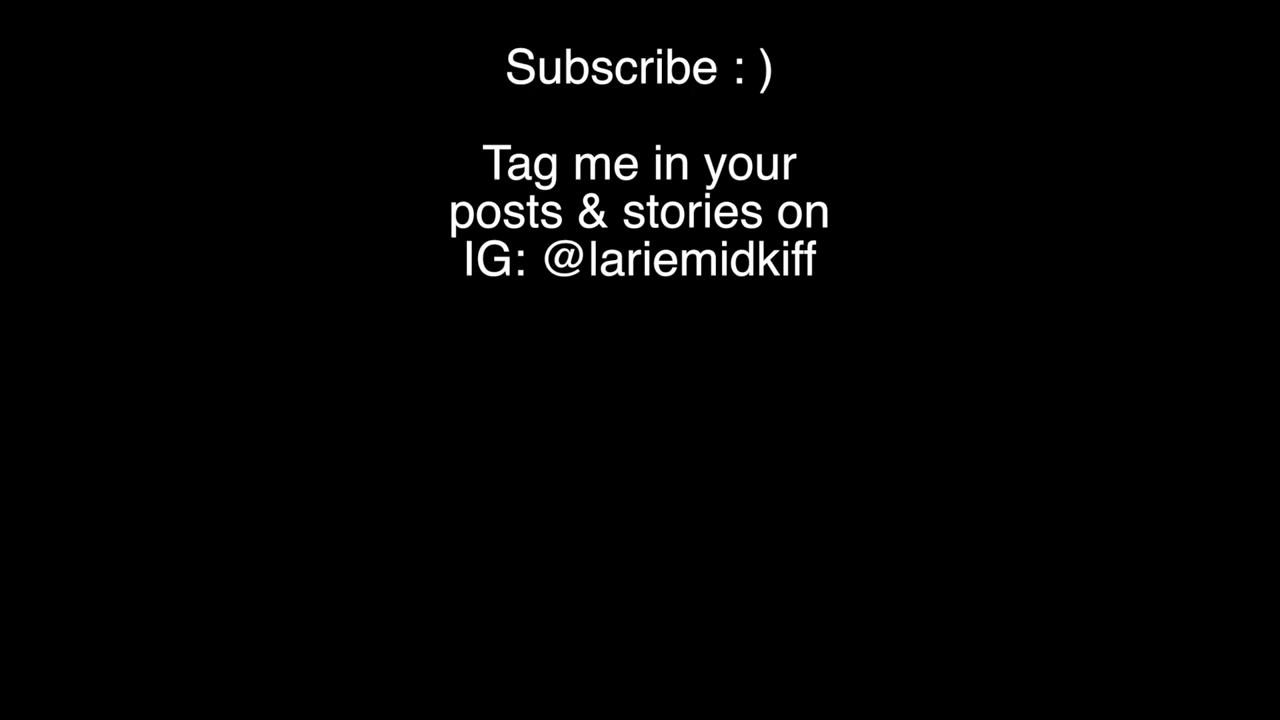 Subscribe : )
Tag me in your
posts & stories on
IG: @lariemidkiff